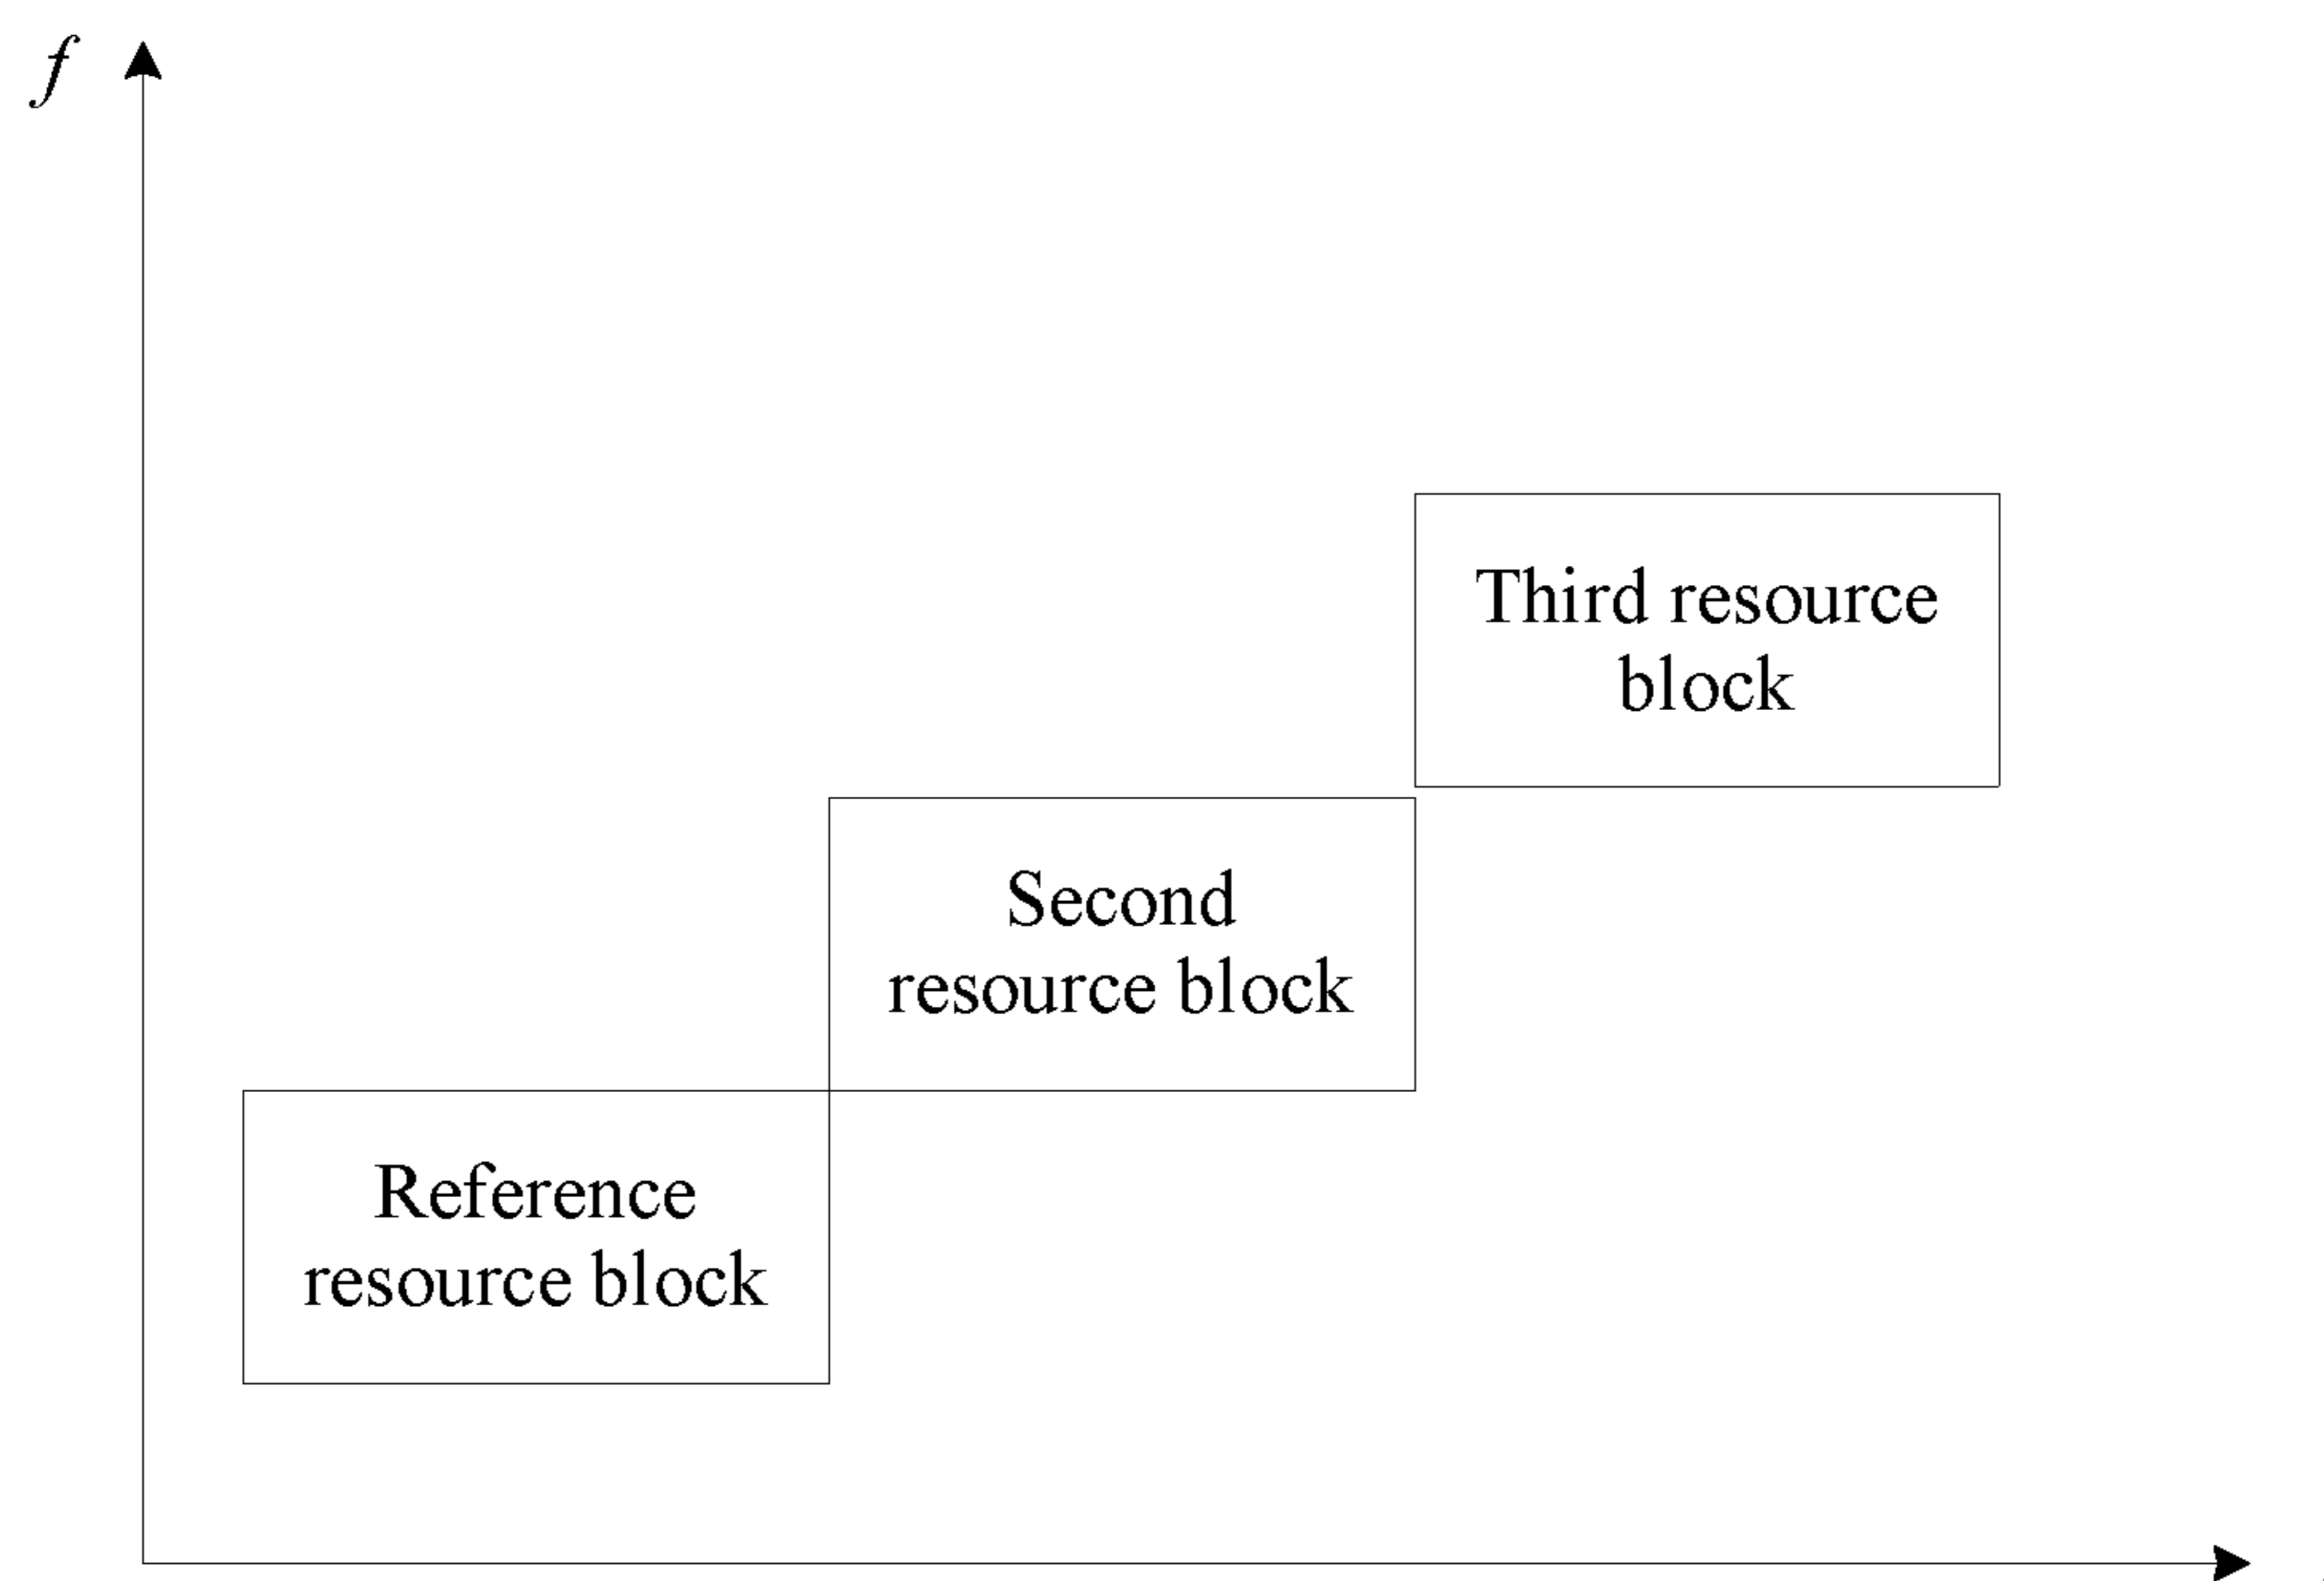 f
Third resource
block
Second
resource block
Reference
resource block